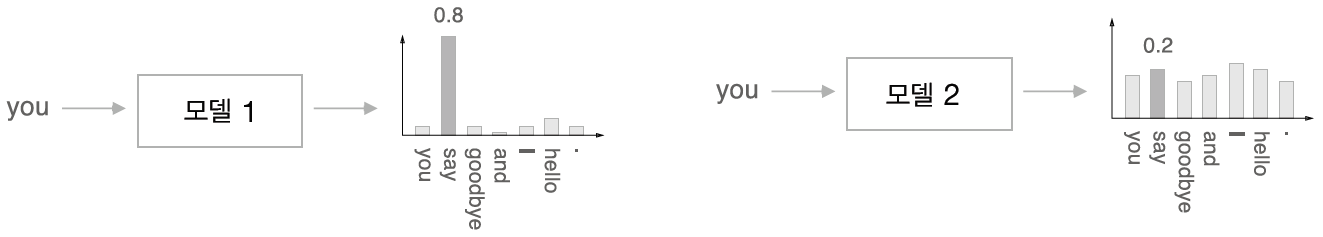 you
모델 1
0.8
you
say
goodbye
and
I
hello
.
you
모델 2
0.2
you
say
goodbye
and
I
hello
.